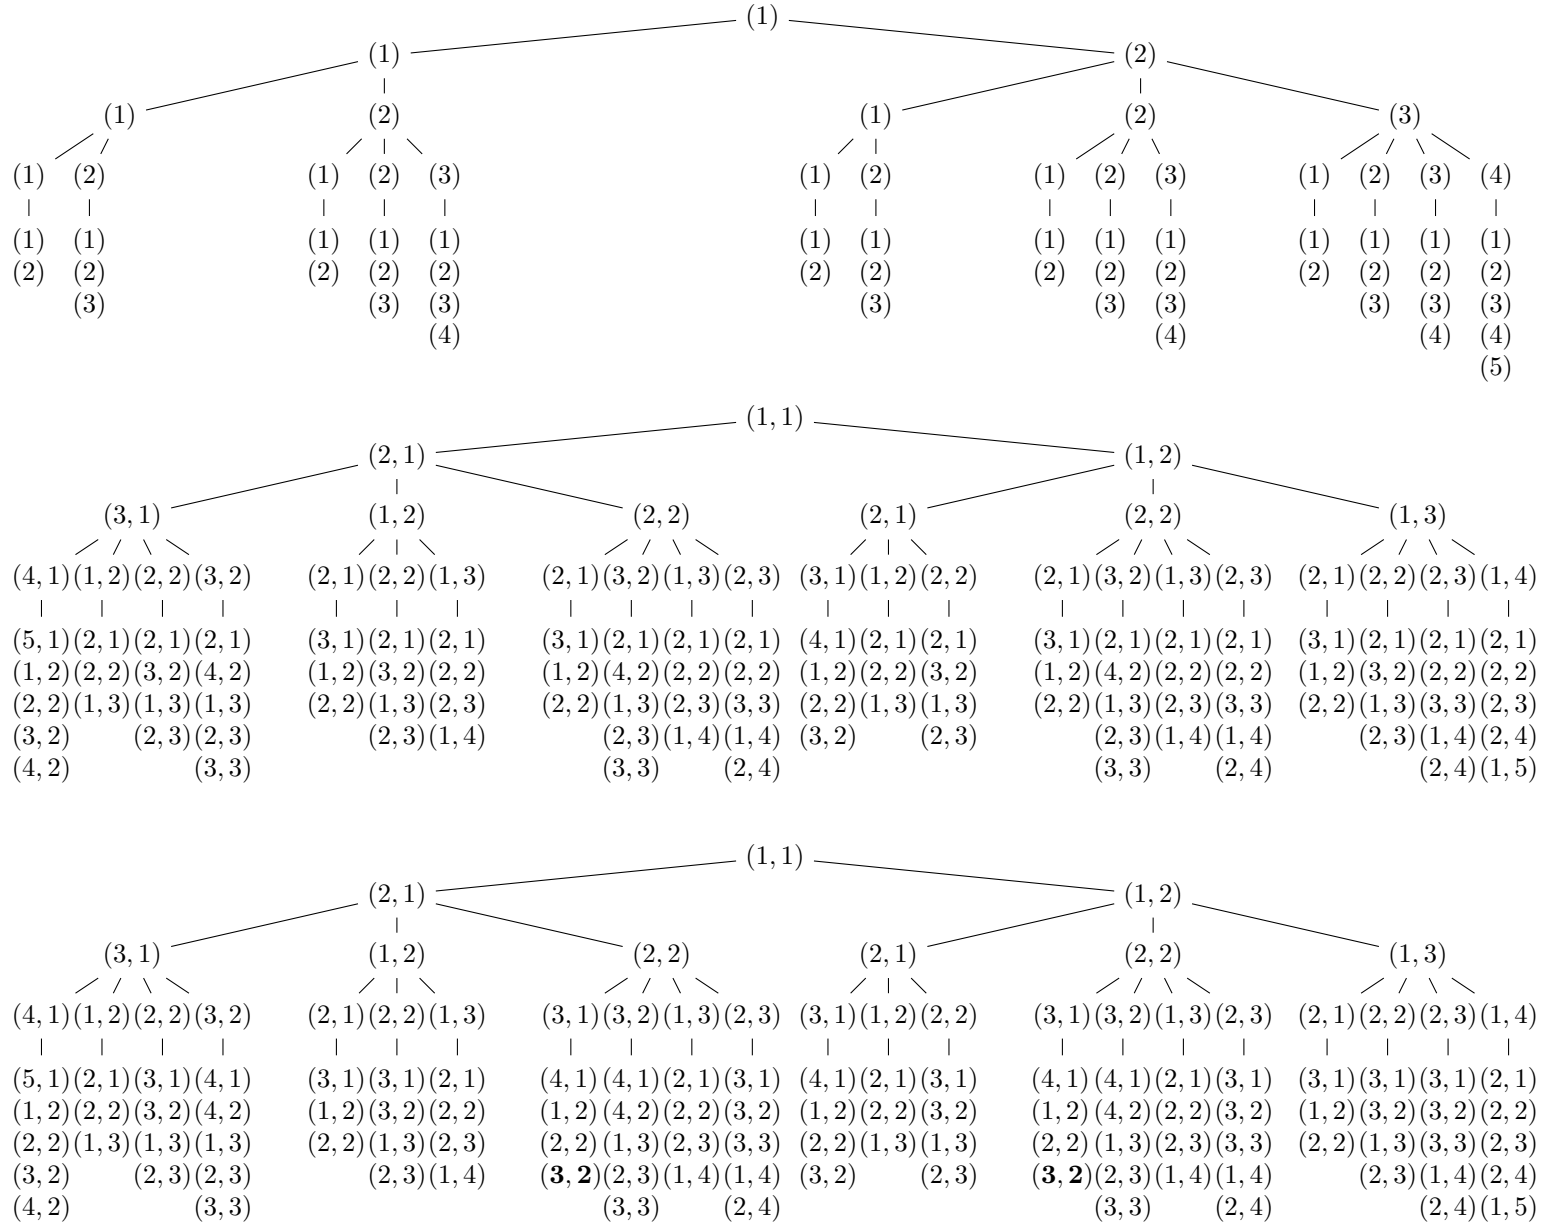 (1)
(1) (2)
(1) (2) (1) (2) (3)
(1) (2) (1) (2) (3) (1) (2) (1) (2) (3) (1) (2) (3) (4)
(1) (1) (1) (1) (1) (1) (1) (1) (1) (1) (1) (1) (1) (1)
(2) (2) (2) (2) (2) (2) (2) (2) (2) (2) (2) (2) (2) (2)
(3) (3) (3) (3) (3) (3) (3) (3) (3)
(4) (4) (4) (4)
(5)
(1, 1)
(2, 1) (1, 2)
(3, 1) (1, 2) (2, 2) (2, 1) (2, 2) (1, 3)
(4, 1) (1, 2) (2, 2) (3, 2) (2, 1) (2, 2) (1, 3) (2, 1) (3, 2) (1, 3) (2, 3) (3, 1) (1, 2) (2, 2) (2, 1) (3, 2) (1, 3) (2, 3) (2, 1) (2, 2) (2, 3) (1, 4)
(5, 1) (2, 1) (2, 1) (2, 1) (3, 1) (2, 1) (2, 1) (3, 1) (2, 1) (2, 1) (2, 1) (4, 1) (2, 1) (2, 1) (3, 1) (2, 1) (2, 1) (2, 1) (3, 1) (2, 1) (2, 1) (2, 1)
(1, 2) (2, 2) (3, 2) (4, 2) (1, 2) (3, 2) (2, 2) (1, 2) (4, 2) (2, 2) (2, 2) (1, 2) (2, 2) (3, 2) (1, 2) (4, 2) (2, 2) (2, 2) (1, 2) (3, 2) (2, 2) (2, 2)
(2, 2) (1, 3) (1, 3) (1, 3) (2, 2) (1, 3) (2, 3) (2, 2) (1, 3) (2, 3) (3, 3) (2, 2) (1, 3) (1, 3) (2, 2) (1, 3) (2, 3) (3, 3) (2, 2) (1, 3) (3, 3) (2, 3)
(3, 2) (2, 3) (2, 3) (2, 3) (1, 4) (2, 3) (1, 4) (1, 4) (3, 2) (2, 3) (2, 3) (1, 4) (1, 4) (2, 3) (1, 4) (2, 4)
(4, 2) (3, 3) (3, 3) (2, 4) (3, 3) (2, 4) (2, 4) (1, 5)
(1, 1)
(2, 1) (1, 2)
(3, 1) (1, 2) (2, 2) (2, 1) (2, 2) (1, 3)
(4, 1) (1, 2) (2, 2) (3, 2) (2, 1) (2, 2) (1, 3) (3, 1) (3, 2) (1, 3) (2, 3) (3, 1) (1, 2) (2, 2) (3, 1) (3, 2) (1, 3) (2, 3) (2, 1) (2, 2) (2, 3) (1, 4)
(5, 1) (2, 1) (3, 1) (4, 1) (3, 1) (3, 1) (2, 1) (4, 1) (4, 1) (2, 1) (3, 1) (4, 1) (2, 1) (3, 1) (4, 1) (4, 1) (2, 1) (3, 1) (3, 1) (3, 1) (3, 1) (2, 1)
(1, 2) (2, 2) (3, 2) (4, 2) (1, 2) (3, 2) (2, 2) (1, 2) (4, 2) (2, 2) (3, 2) (1, 2) (2, 2) (3, 2) (1, 2) (4, 2) (2, 2) (3, 2) (1, 2) (3, 2) (3, 2) (2, 2)
(2, 2) (1, 3) (1, 3) (1, 3) (2, 2) (1, 3) (2, 3) (2, 2) (1, 3) (2, 3) (3, 3) (2, 2) (1, 3) (1, 3) (2, 2) (1, 3) (2, 3) (3, 3) (2, 2) (1, 3) (3, 3) (2, 3)
(3, 2) (2, 3) (2, 3) (2, 3) (1, 4) (3, 2) (2, 3) (1, 4) (1, 4) (3, 2) (2, 3) (3, 2) (2, 3) (1, 4) (1, 4) (2, 3) (1, 4) (2, 4)
(4, 2) (3, 3) (3, 3) (2, 4) (3, 3) (2, 4) (2, 4) (1, 5)